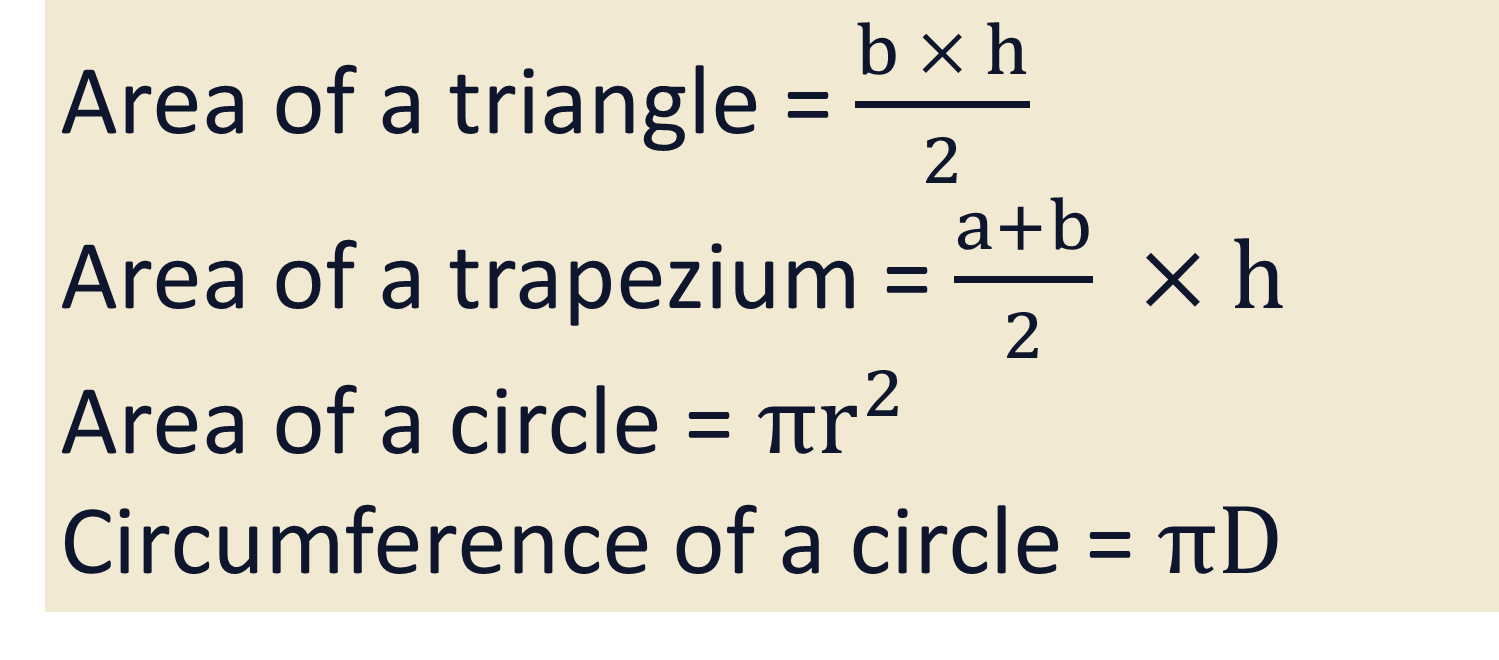 Area of a triangle = b × h / 2
Area of a trapezium = a+b / 2 × h
Area of a circle = πr²
Circumference of a circle = πD